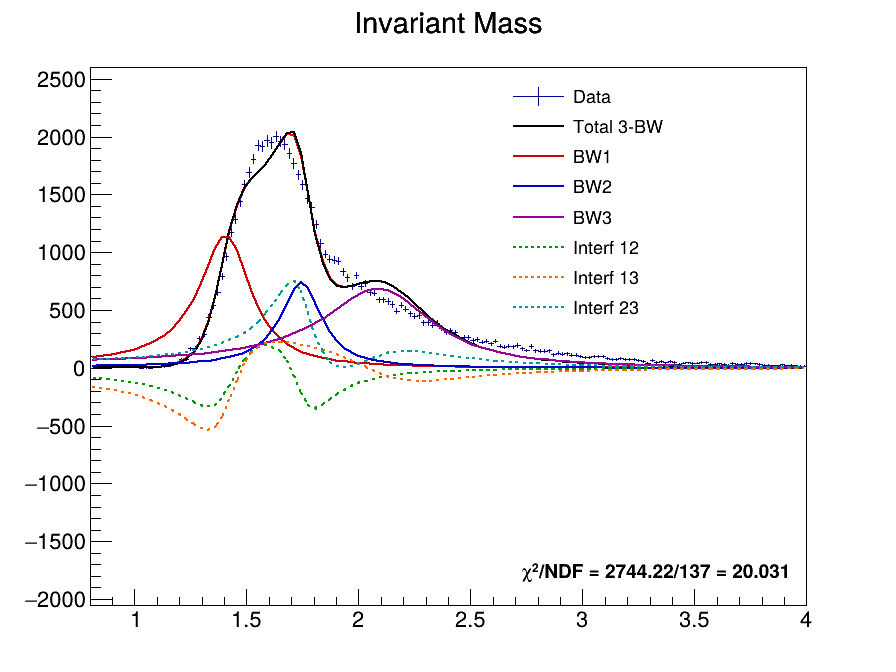 Invariant Mass
2500
2000
1500
1000
500
0
−500
−1000
−1500
−2000
Data
Total 3-BW
BW1
BW2
BW3
Interf 12
Interf 13
Interf 23
χ²/NDF = 2744.22/137 = 20.031
1 1.5 2 2.5 3 3.5 4